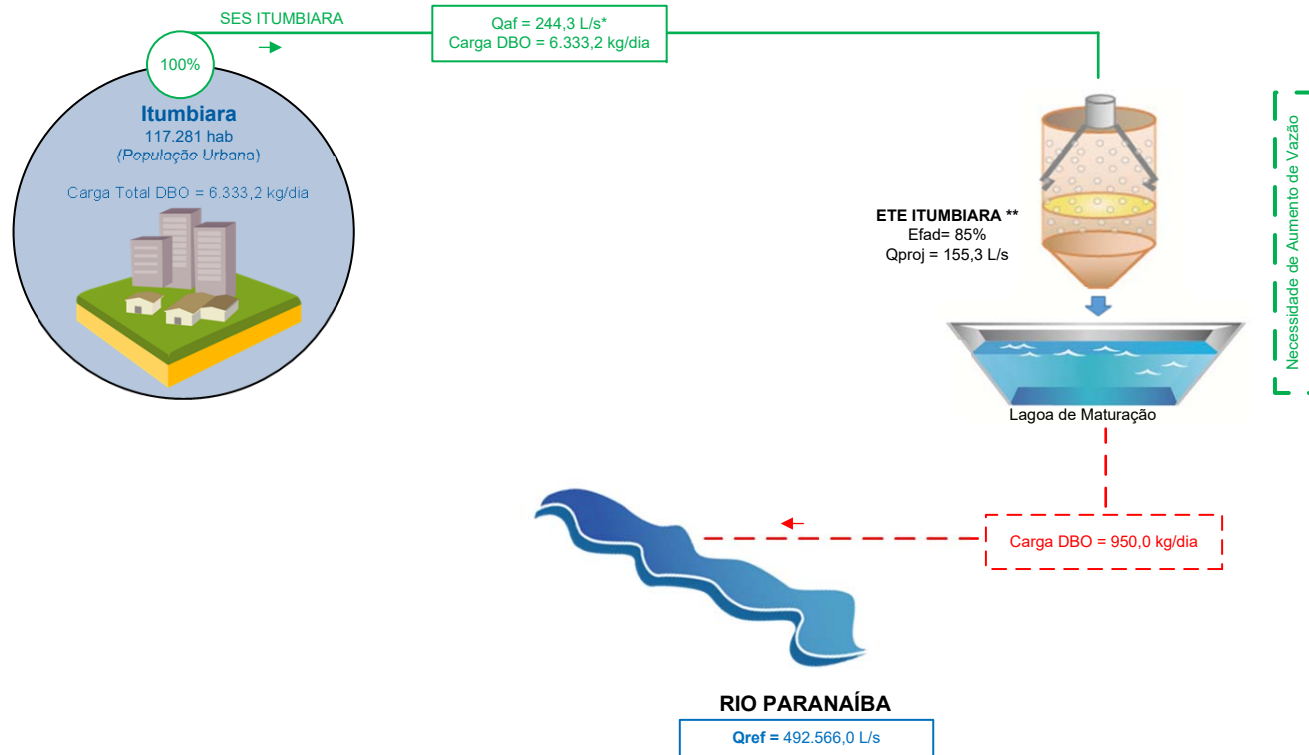 SES ITUMBIARA
Qaf = 244,3 L/s*
Carga DBO = 6.333,2 kg/dia
100%
Itumbiara
117.281 hab
(População Urbana)
Carga Total DBO = 6.333,2 kg/dia
ETE ITUMBIARA **
Efad= 85%
Qproj = 155,3 L/s
Necessidade de Aumento de Vazão
Lagoa de Maturação
Carga DBO = 950,0 kg/dia
RIO PARANAÍBA
Qref = 492.566,0 L/s